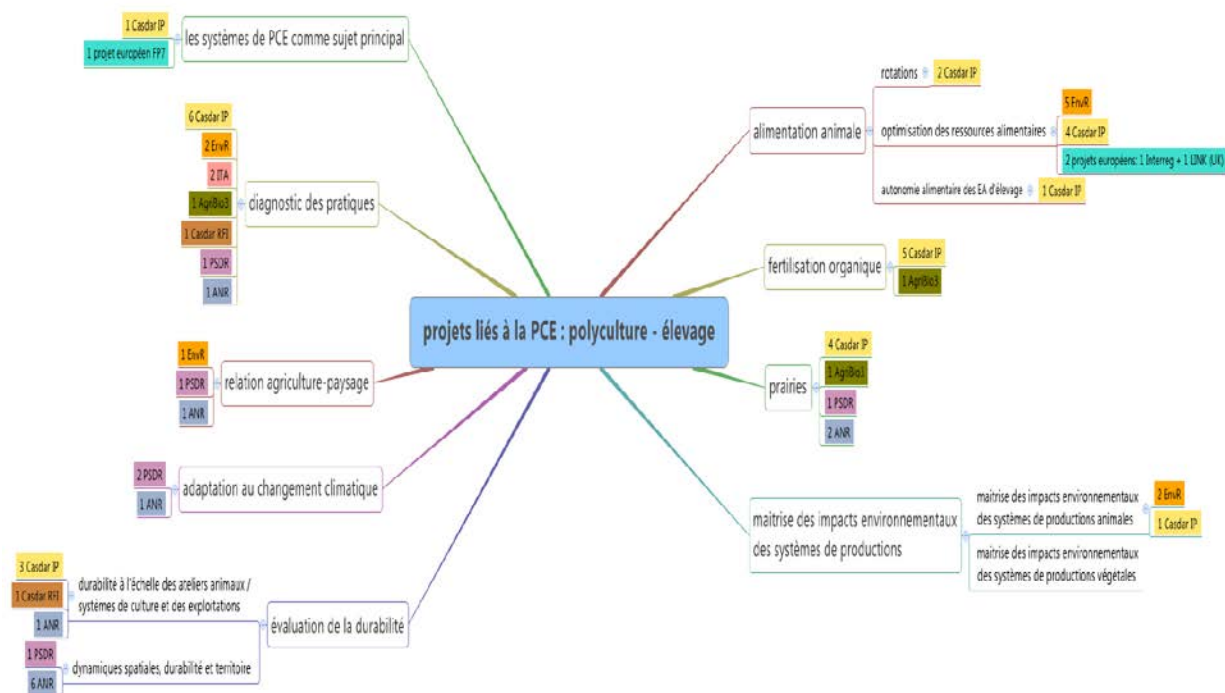 projets liés à la PCE : polyculture - élevage
les systèmes de PCE comme sujet principal
1 Casdar IP
1 projet européen FP7
diagnostic des pratiques
6 Casdar IP
2 EnvR
2 ITA
1 AgriBio3
1 Casdar RFI
1 PSDR
1 ANR
relation agriculture-paysage
1 EnvR
1 PSDR
1 ANR
adaptation au changement climatique
2 PSDR
1 ANR
évaluation de la durabilité
durabilité à l'échelle des ateliers animaux /
systèmes de culture et des exploitations
3 Casdar IP
1 Casdar RFI
1 ANR
dynamiques spatiales, durabilité et territoire
1 PSDR
6 ANR
alimentation animale
rotations
2 Casdar IP
optimisation des ressources alimentaires
5 EnvR
4 Casdar IP
2 projets européens: 1 Interreg + 1 LINK (UK)
autonomie alimentaire des EA d'élevage
1 Casdar IP
fertilisation organique
5 Casdar IP
1 AgriBio3
prairies
4 Casdar IP
1 AgriBio3
1 PSDR
2 ANR
maitrise des impacts environnementaux
des systèmes de productions
maitrise des impacts environnementaux
des systèmes de productions animales
2 EnvR
1 Casdar IP
maitrise des impacts environnementaux
des systèmes de productions végétales